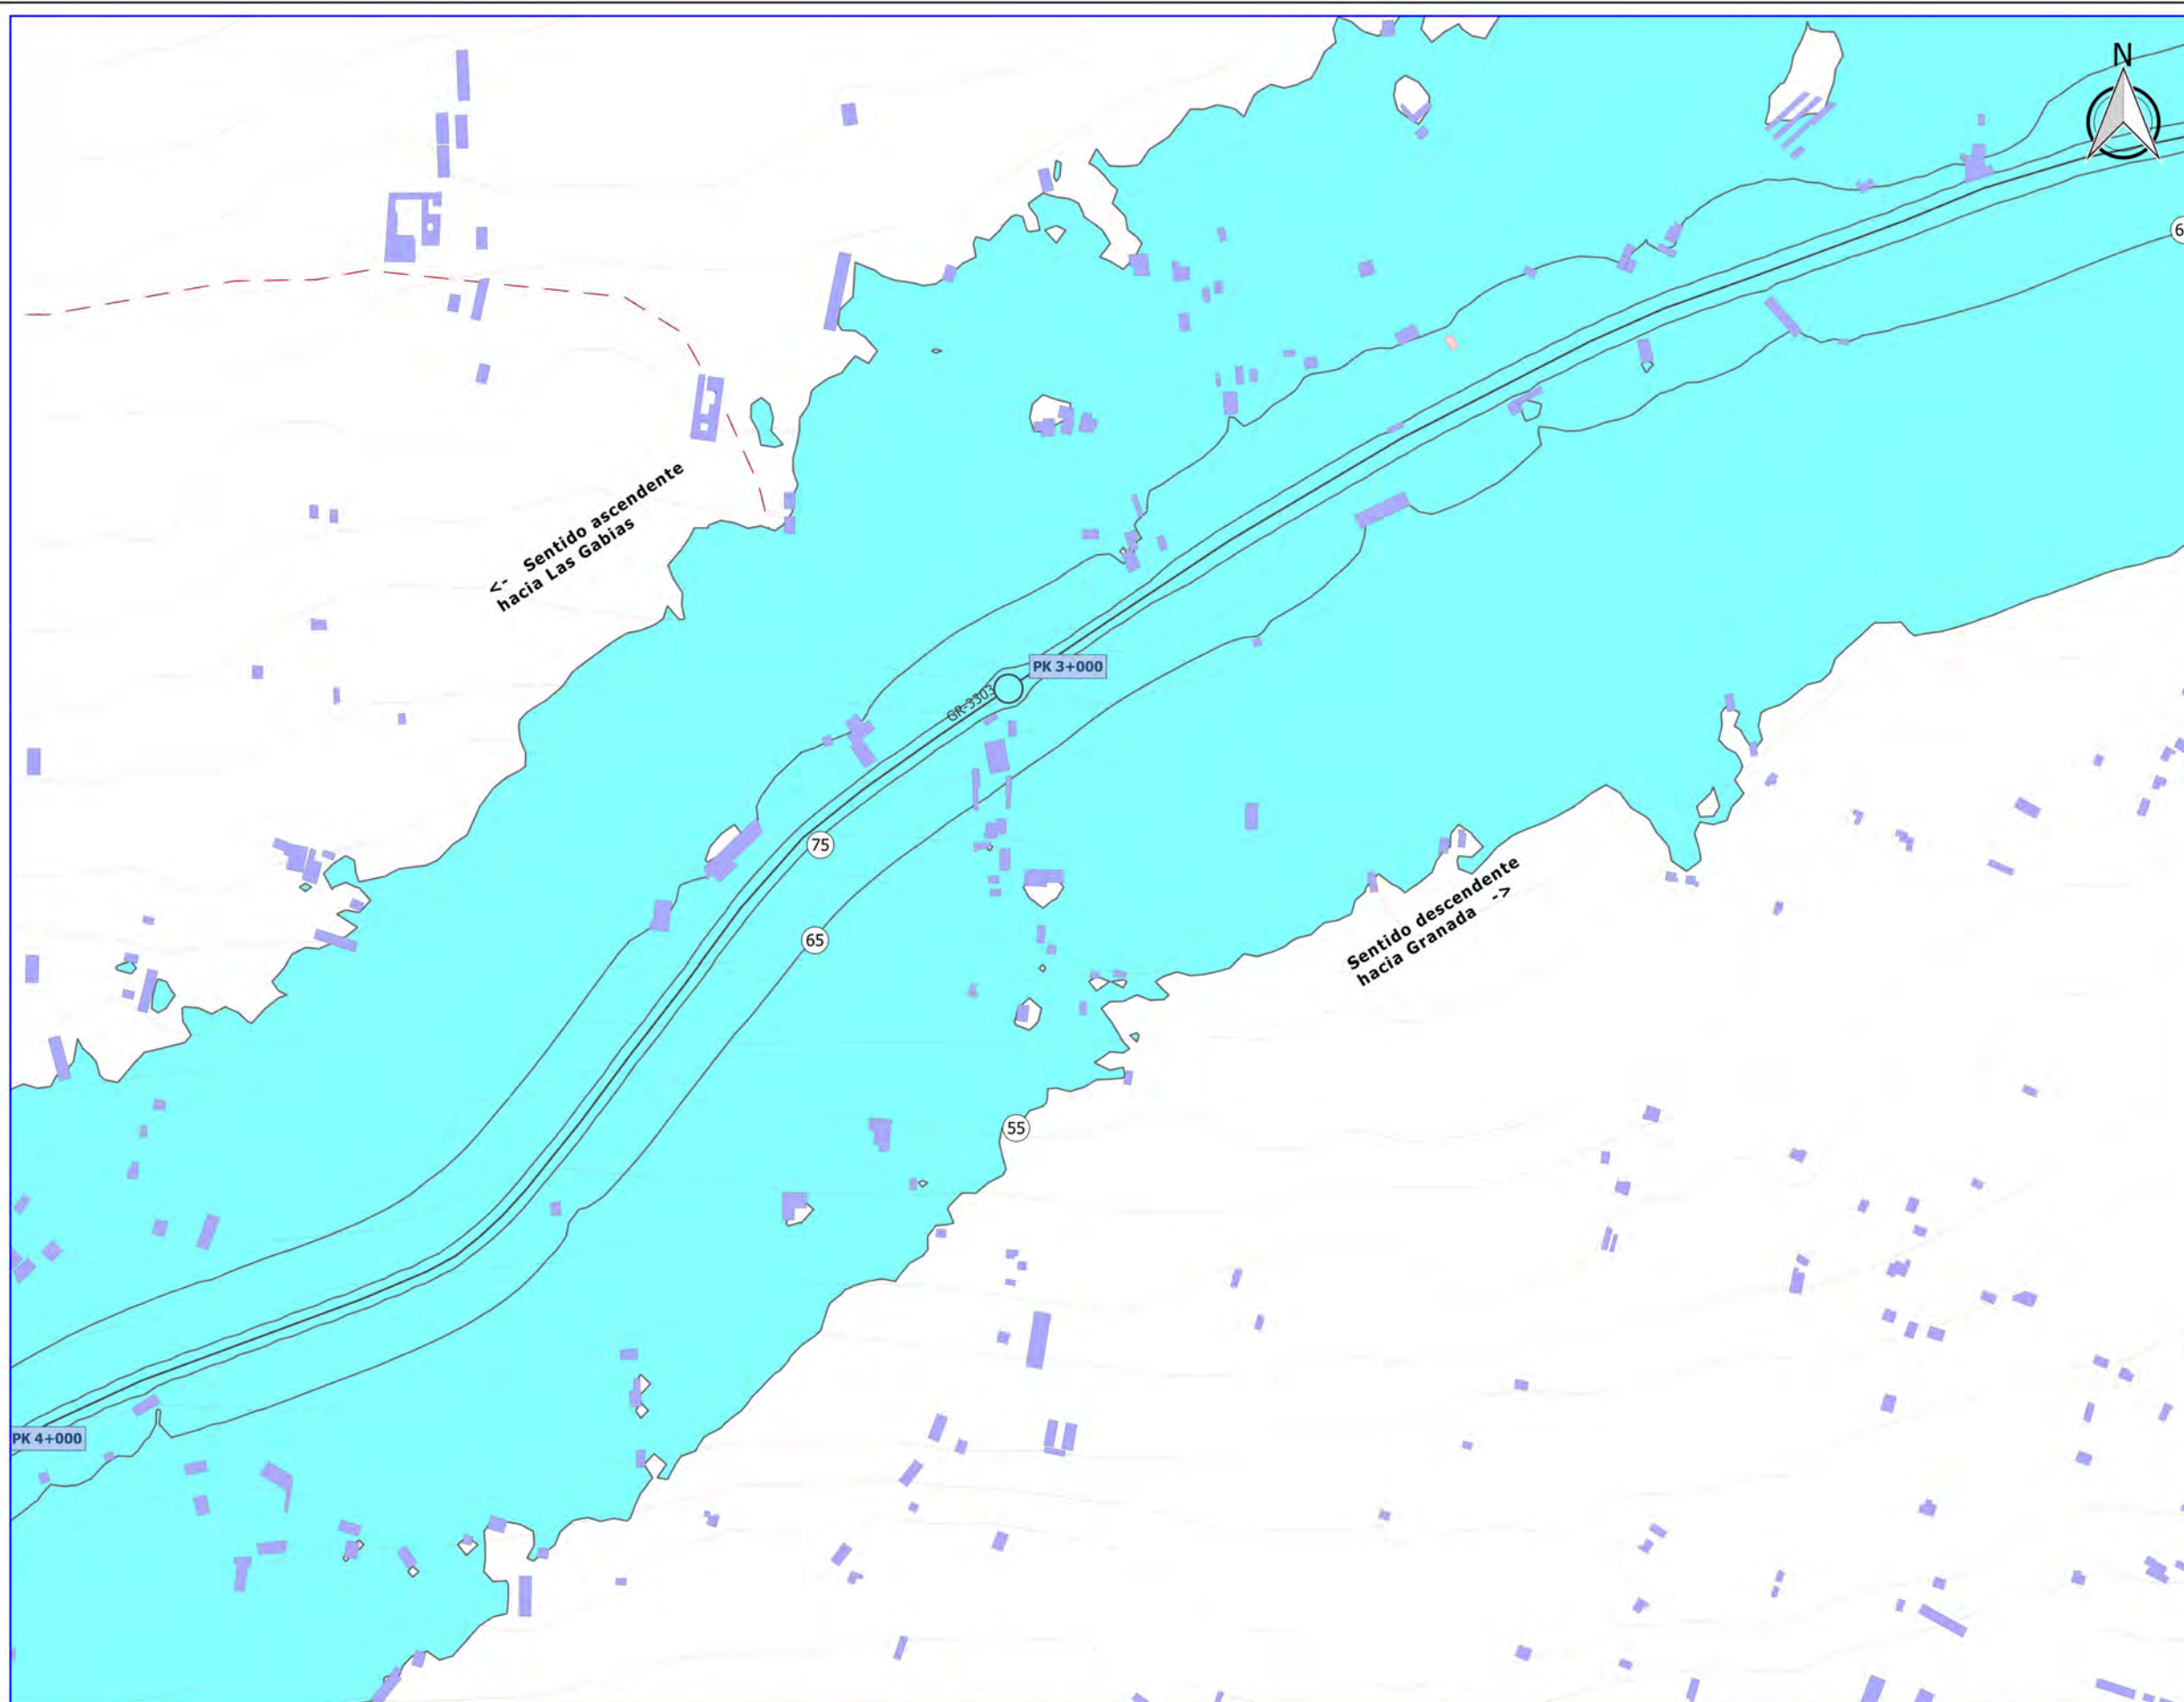 N
6
<- Sentido ascendente
hacia Las Gabias
PK 3+000
GR-3303
75
Sentido descendente
hacia Granada ->
65
55
PK 4+000